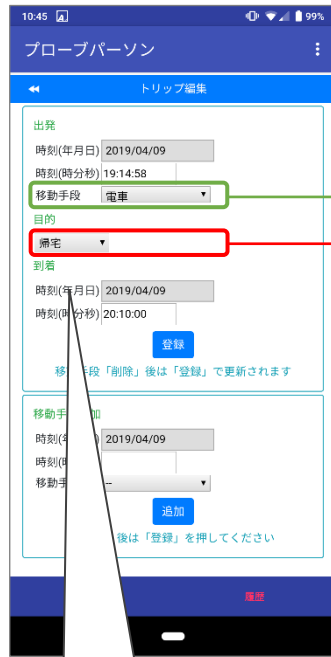 10:45 99%
プローブパーソン
トリップ編集
出発
時刻(年月日) 2019/04/09
時刻(時分秒) 19:14:58
移動手段 電車
目的
帰宅
到着
時刻(年月日) 2019/04/09
時刻(時分秒) 20:10:00
登録
移 段「削除」後は「登録」で更新されます
移動手 加
時刻( 2019/04/09
時刻(
移動手 --
追加
後は「登録」を押してください
履歴